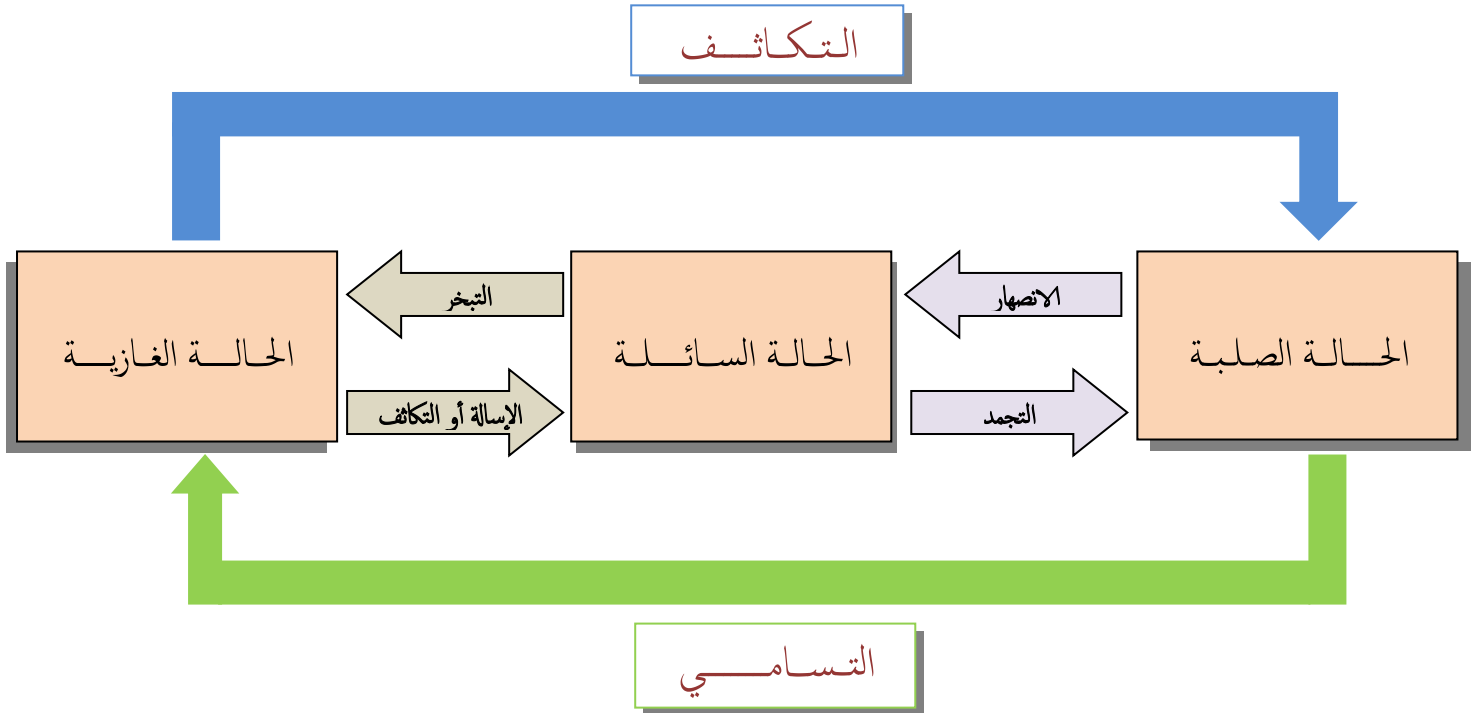 التكاثف
الانصهار
التبخر
الحالة الصلبة
الحالة السائلة
الحالة الغازية
التجمد
الإسالة أو التكاثف
التسامي